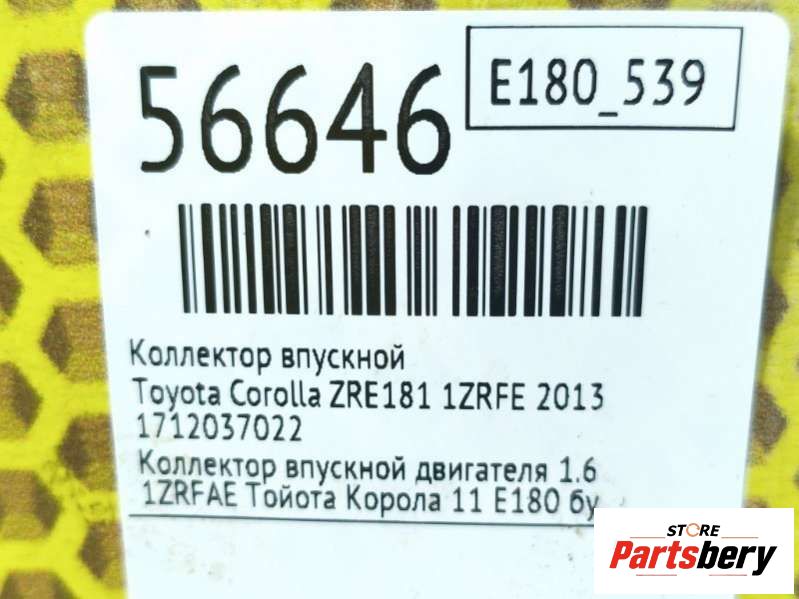 56646
E180_539
Коллектор впускной
Toyota Corolla ZRE181 1ZRFE 2013
1712037022
Коллектор впускной двигателя 1.6
1ZRFAE Тойота Корола 11 E180 бу
STORE
Partsbery